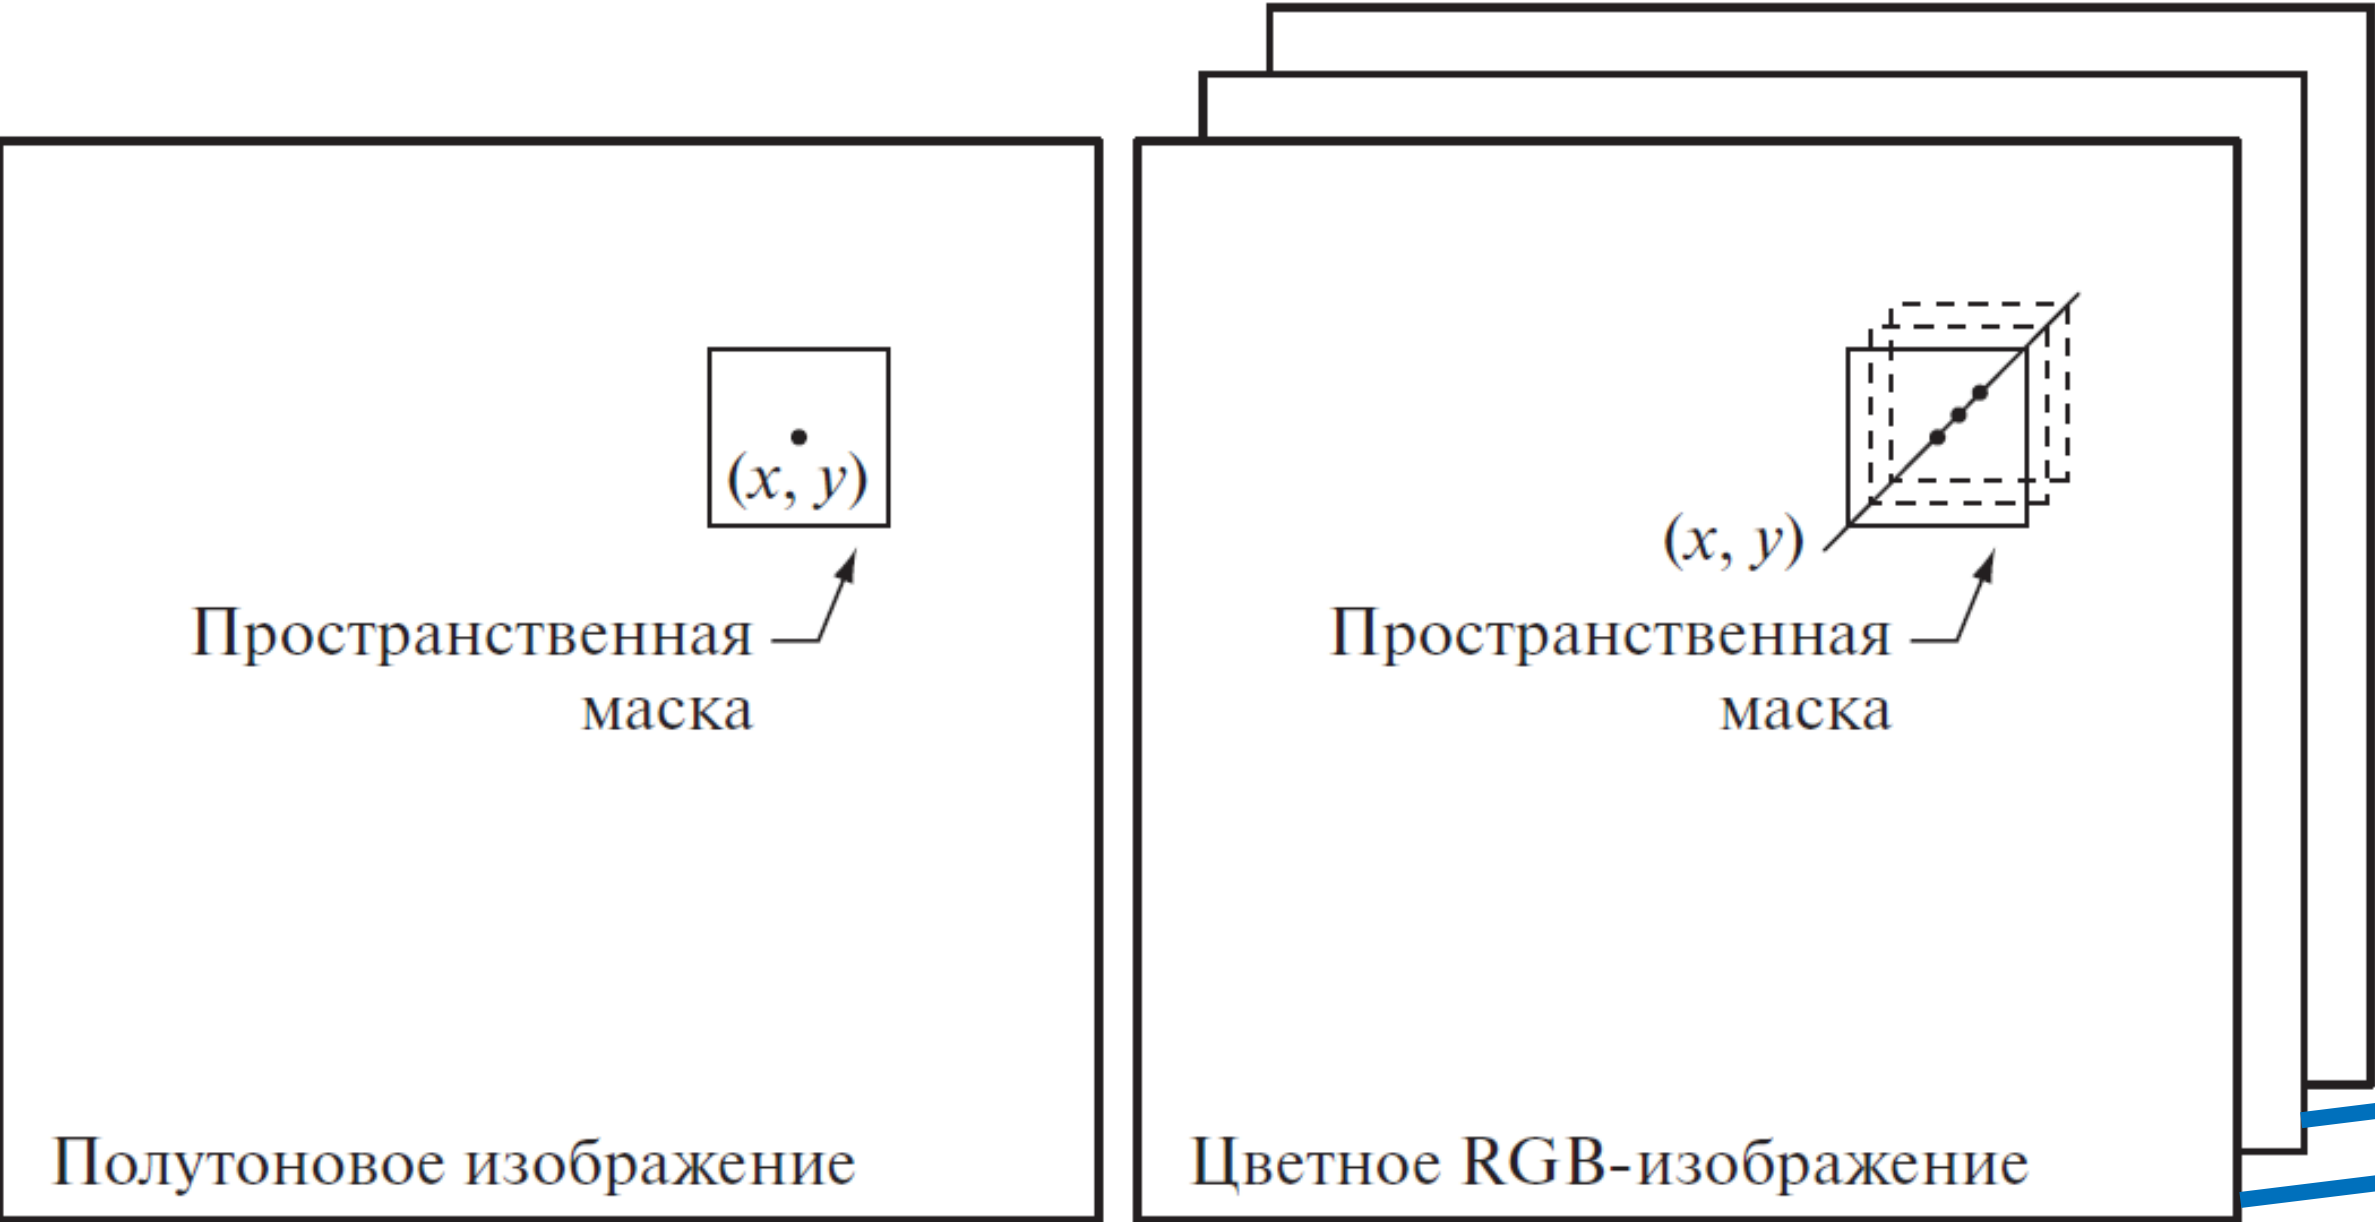 (x, y)
Пространственная
маска
Полутоновое изображение
(x, y)
Пространственная
маска
Цветное RGB-изображение